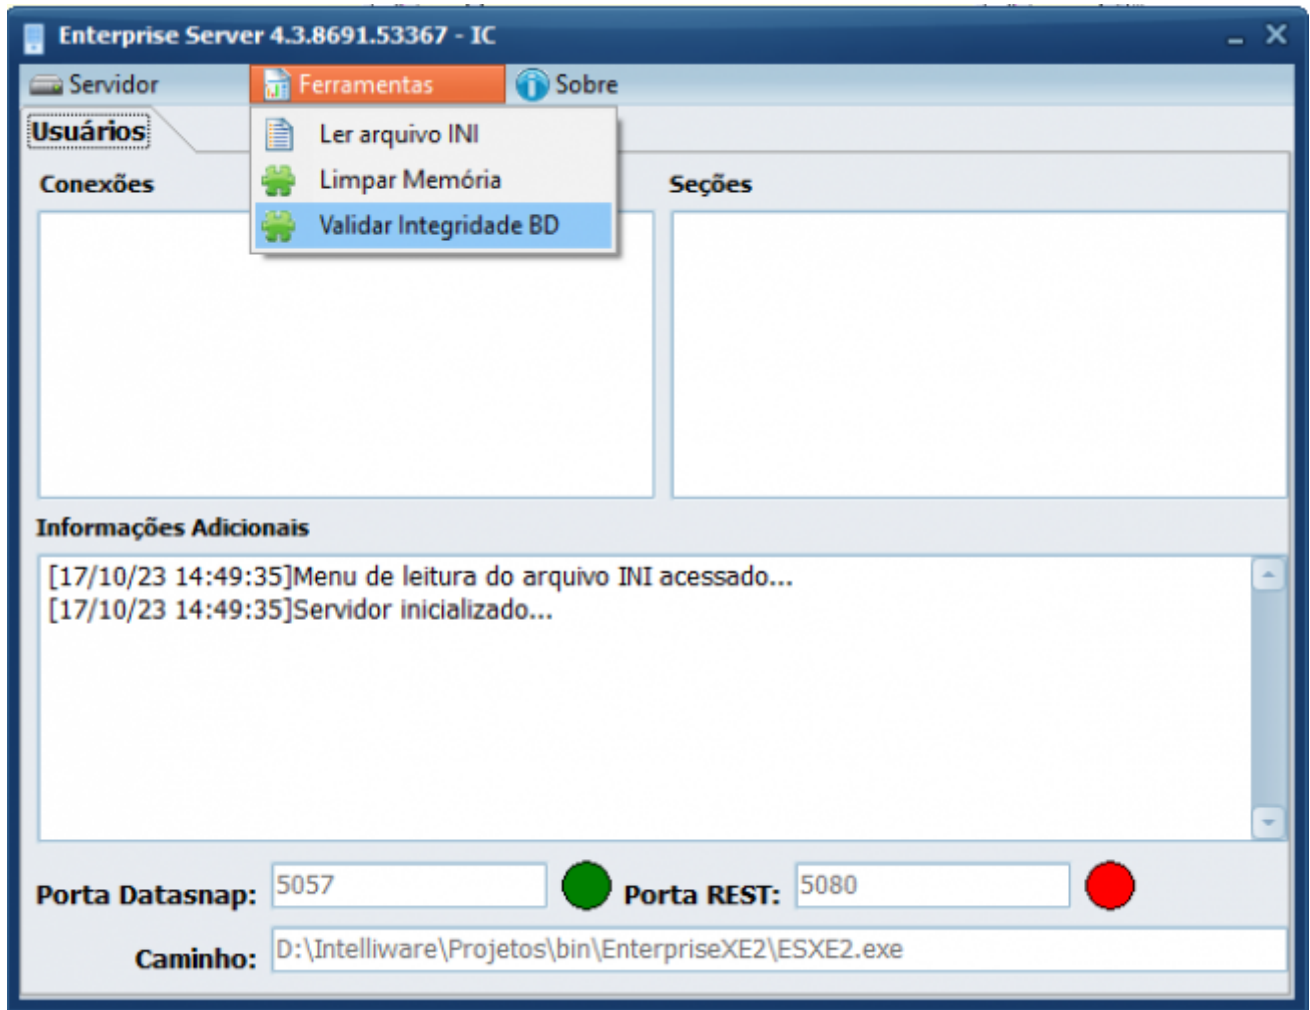 Enterprise Server 4.3.8691.53367 - IC
Servidor Ferramentas Sobre
Usuários
Ler arquivo INI
Limpar Memória
Validar Integridade BD
Conexões Seções
Informações Adicionais
[17/10/23 14:49:35]Menu de leitura do arquivo INI acessado...
[17/10/23 14:49:35]Servidor inicializado...
Porta Datasnap: 5057 Porta REST: 5080
Caminho: D:\Intelliware\Projetos\bin\EnterpriseXE2\ESXE2.exe